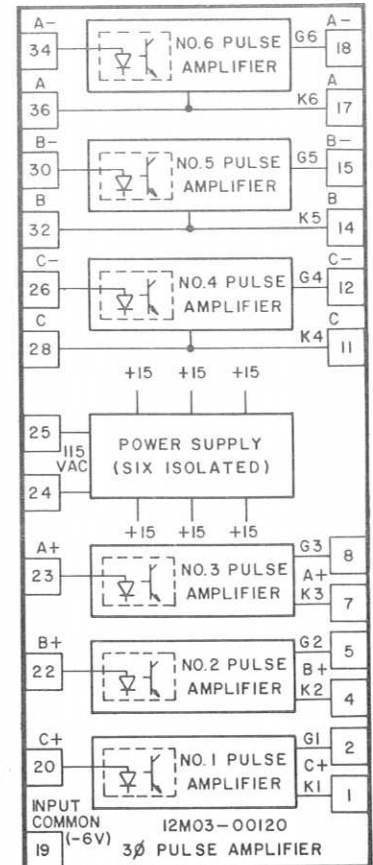 A- A-
34 NO.6 PULSE G6 18
AMPLIFIER
A A
36 K6 17
B- B-
30 NO.5 PULSE G5 15
AMPLIFIER
B B
32 K5 14
C- C-
26 NO.4 PULSE G4 12
AMPLIFIER
C C
28 K4 11
+15 +15 +15
25
115 POWER SUPPLY
VAC (SIX ISOLATED)
24
+15 +15 +15
A+ G3 8
23 NO.3 PULSE A+
AMPLIFIER K3 7
B+ G2 5
22 NO.2 PULSE B+
AMPLIFIER K2 4
C+ G1 2
20 NO.1 PULSE C+
AMPLIFIER K1 1
INPUT
COMMON 12M03-00120
19 (-6V) 3Ø PULSE AMPLIFIER